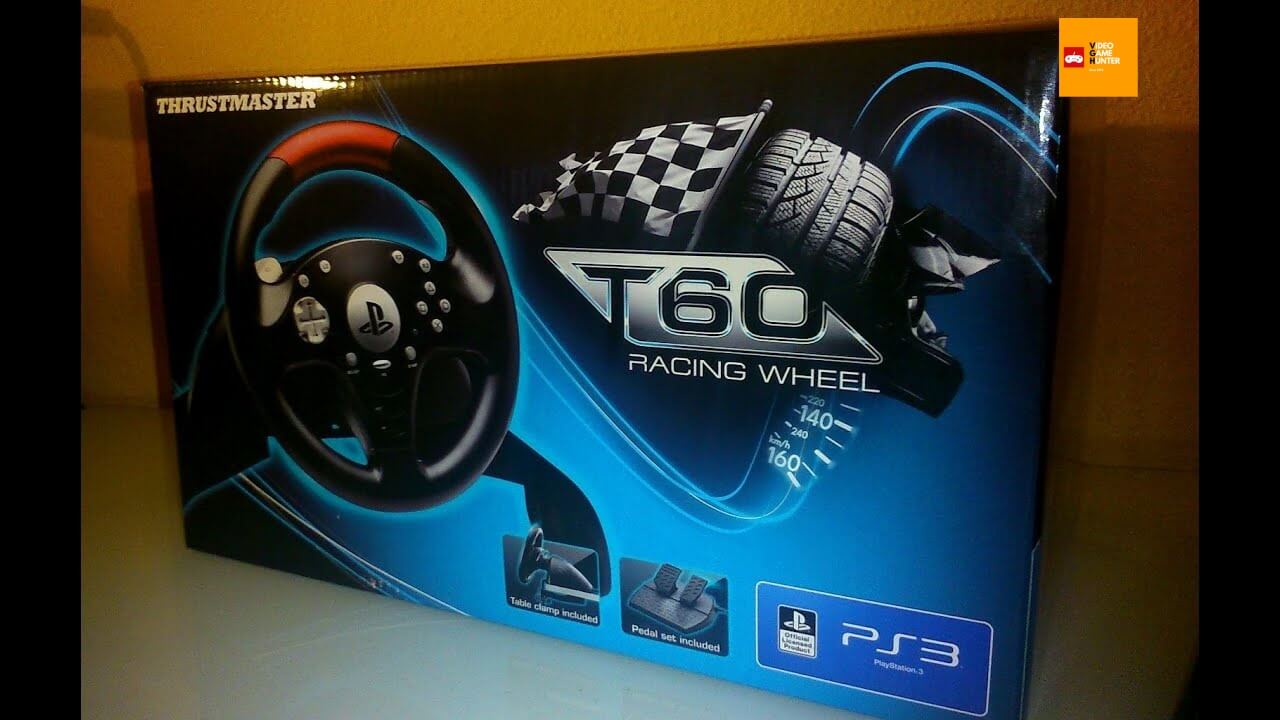 THRUSTMASTER
VIDEO
GAME
HUNTER
T60
RACING WHEEL
220
140
240
km/h
160
Table clamp included
Pedal set included
Official
Licensed
Product
PS3
PlayStation 3